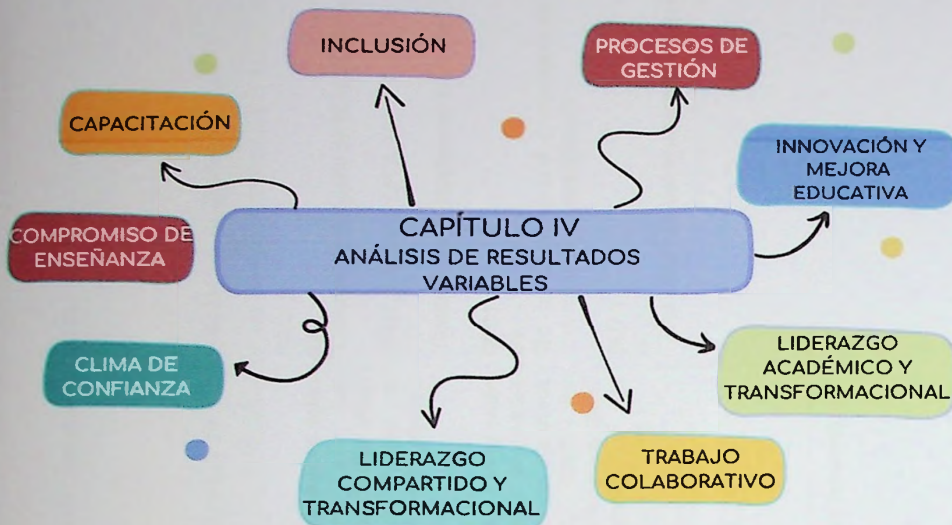 INCLUSIÓN
PROCESOS DE
GESTIÓN
CAPACITACIÓN
INNOVACIÓN Y
MEJORA
EDUCATIVA
COMPROMISO DE
ENSEÑANZA
CAPÍTULO IV
ANÁLISIS DE RESULTADOS
VARIABLES
CLIMA DE
CONFIANZA
LIDERAZGO
ACADÉMICO Y
TRANSFORMACIONAL
LIDERAZGO
COMPARTIDO Y
TRANSFORMACIONAL
TRABAJO
COLABORATIVO